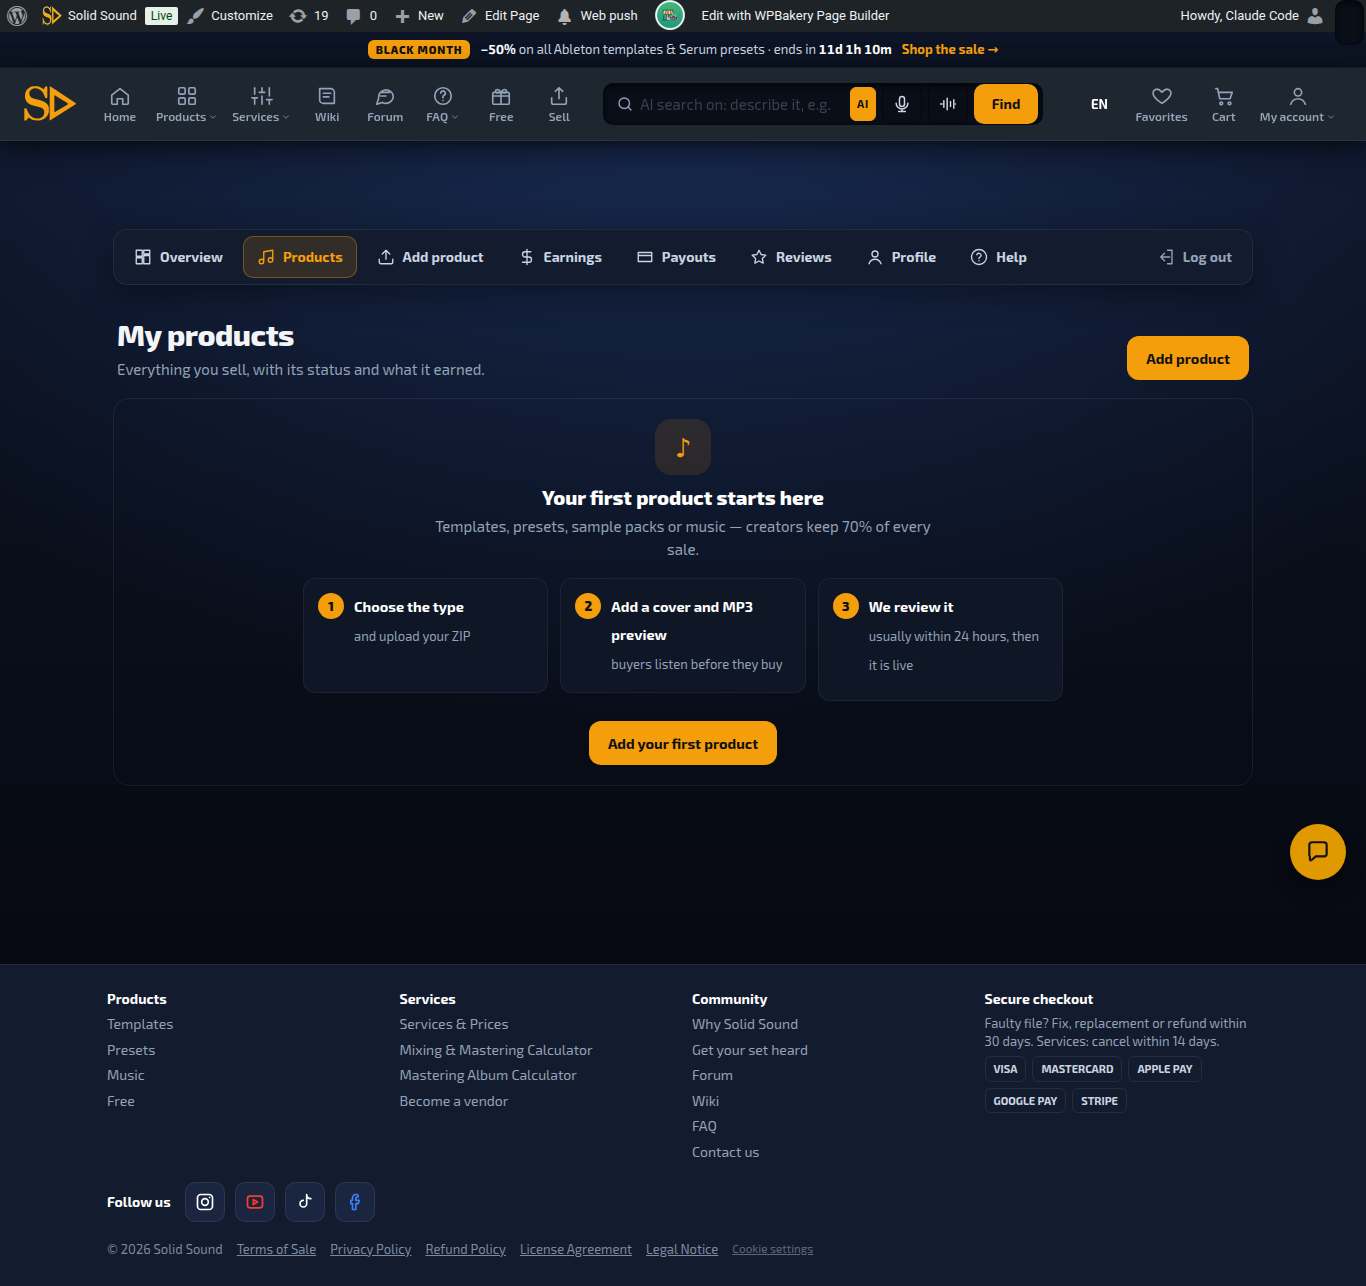 Solid Sound Live Customize 19 0 New Edit Page Web push Edit with WPBakery Page Builder Howdy, Claude Code
BLACK MONTH –50% on all Ableton templates & Serum presets · ends in 11d 1h 10m Shop the sale →
SD Home Products Services Wiki Forum FAQ Free Sell AI search on: describe it, e.g. AI Find EN Favorites Cart My account
Overview Products Add product Earnings Payouts Reviews Profile Help Log out
My products
Everything you sell, with its status and what it earned.
Add product
Your first product starts here
Templates, presets, sample packs or music — creators keep 70% of every
sale.
1 Choose the type
and upload your ZIP
2 Add a cover and MP3
preview
buyers listen before they buy
3 We review it
usually within 24 hours, then
it is live
Add your first product
Products
Templates
Presets
Music
Free
Services
Services & Prices
Mixing & Mastering Calculator
Mastering Album Calculator
Become a vendor
Community
Why Solid Sound
Get your set heard
Forum
Wiki
FAQ
Contact us
Secure checkout
Faulty file? Fix, replacement or refund within
30 days. Services: cancel within 14 days.
VISA MASTERCARD APPLE PAY
GOOGLE PAY STRIPE
Follow us
© 2026 Solid Sound Terms of Sale Privacy Policy Refund Policy License Agreement Legal Notice Cookie settings